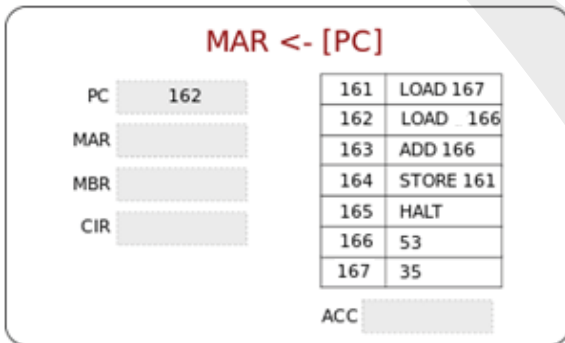 MAR <- [PC]
PC 162
MAR
MBR
CIR
161 LOAD 167
162 LOAD 166
163 ADD 166
164 STORE 161
165 HALT
166 53
167 35
ACC